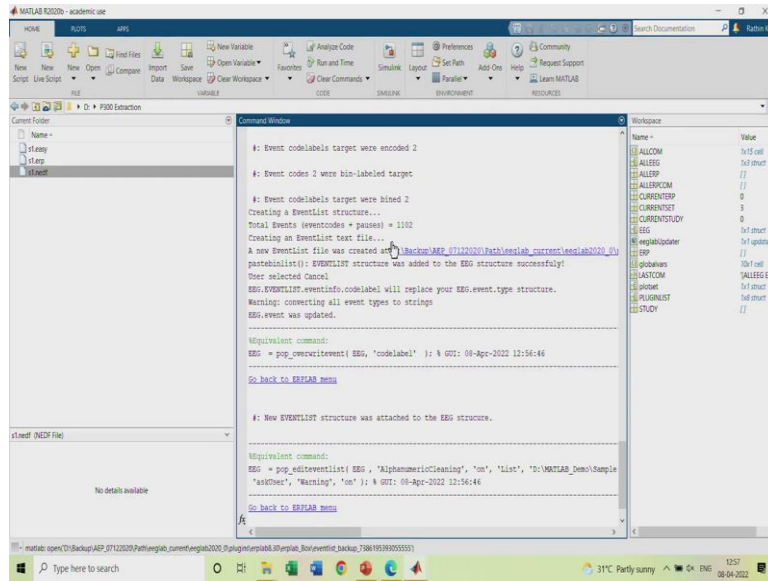 MATLAB R2020b - academic use
HOME PLOTS APPS
Search Documentation
Rathin
New Script
New Live Script
New
Open
Find Files
Compare
Import Data
Save Workspace
New Variable
Open Variable
Clear Workspace
Favorites
Analyze Code
Run and Time
Clear Commands
Simulink
Layout
Preferences
Set Path
Parallel
Add-Ons
Help
Community
Request Support
Learn MATLAB
FILE VARIABLE CODE SIMULINK ENVIRONMENT RESOURCES
D: P300 Extraction
Current Folder
Name
s1.easy
s1.erp
s1.nedf
s1.nedf (NEDF File)
No details available
Command Window
#: Event codelabels target were encoded 2
#: Event codes 2 were bin-labeled target
#: Event codelabels target were bined 2
Creating a EventList structure...
Total Events (eventcodes + pauses) = 1102
Creating an EventList text file...
A new EventList file was created at \Backup\AEP_07122020\Path\eeglab_current\eeglab2020_0\
pastebinlist(): EVENTLIST structure was added to the EEG structure successfuly!
User selected Cancel
EEG.EVENTLIST.eventinfo.codelabel will replace your EEG.event.type structure.
Warning: converting all event types to strings
EEG.event was updated.
%Equivalent command:
EEG = pop_overwritevent( EEG, 'codelabel' ); % GUI: 08-Apr-2022 12:56:46
Go back to ERPLAB menu
#: New EVENTLIST structure was attached to the EEG strucure.
%Equivalent command:
EEG = pop_editeventlist( EEG , 'AlphanumericCleaning', 'on', 'List', 'D:\MATLAB_Demo\Sample
'askUser', 'Warning', 'on' ); % GUI: 08-Apr-2022 12:56:46
Go back to ERPLAB menu
fx
Workspace
Name Value
ALLCOM 1x15 cell
ALLEEG 1x3 struct
ALLERP []
ALLERPCOM []
CURRENTERP 0
CURRENTSET 3
CURRENTSTUDY 0
EEG 1x1 struct
eeglabUpdater 1x1 updat
ERP []
globalvars 10x1 cell
LASTCOM '[ALLEEG E
plotset 1x1 struct
PLUGINLIST 1x8 struct
STUDY []
matlab: open('D:\Backup\AEP_07122020\Path\eeglab_current\eeglab2020_0\plugins\erplab8.30\erplab_Box\eventlist_backup_738619539305555')
Type here to search
31°C Partly sunny
ENG
12:57
08-04-2022